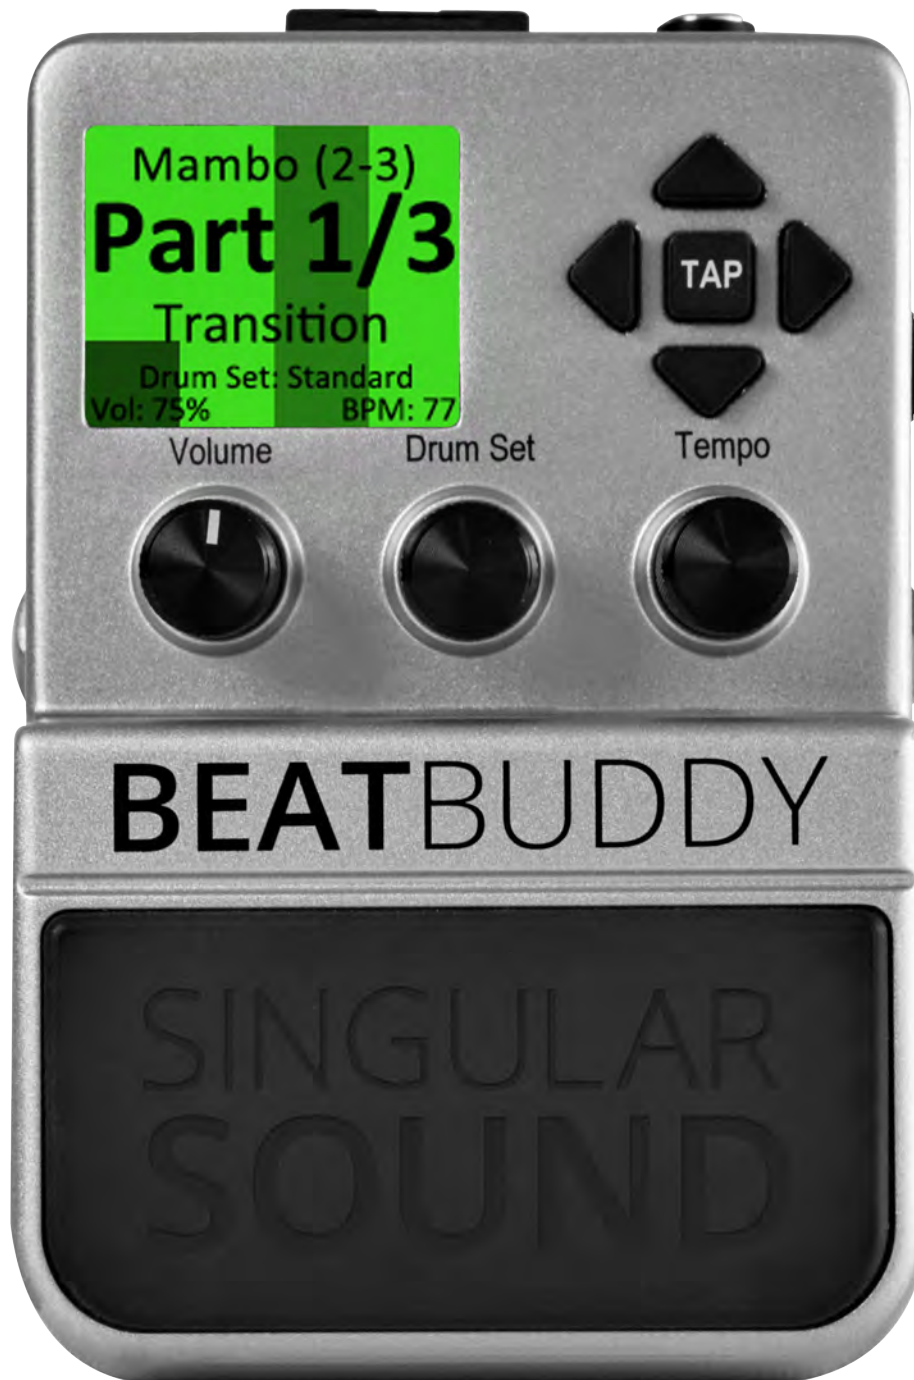 Mambo (2-3)
Part 1/3
Transition
Drum Set: Standard
Vol: 75% BPM: 77
TAP
Volume
Drum Set
Tempo
BEATBUDDY
SINGULAR
SOUND